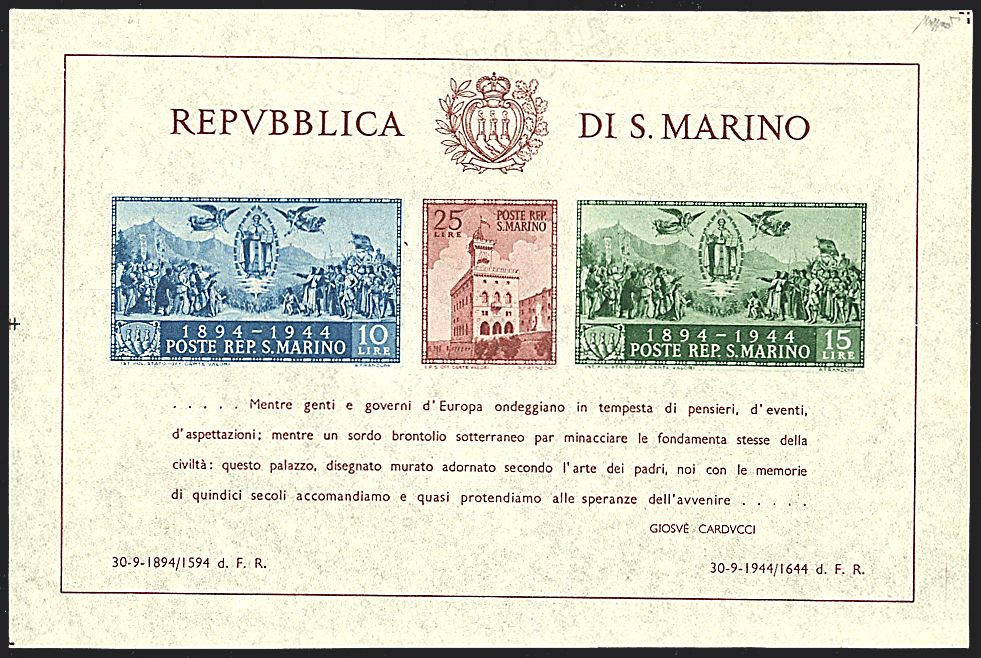 REPVBBLICA DI S. MARINO
1894-1944 10 LIRE
POSTE REP. S. MARINO
25 LIRE
POSTE REP. S. MARINO
1894-1944 15 LIRE
POSTE REP. S. MARINO
. . . . . Mentre genti e governi d'Europa ondeggiano in tempesta di pensieri, d'eventi,
d'aspettazioni; mentre un sordo brontolio sotterraneo par minacciare le fondamenta stesse della
civiltà: questo palazzo, disegnato murato adornato secondo l'arte dei padri, noi con le memorie
di quindici secoli accomandiamo e quasi protendiamo alle speranze dell'avvenire . . . . .
GIOSVÈ CARDVCCI
30-9-1894/1594 d. F. R.
30-9-1944/1644 d. F. R.